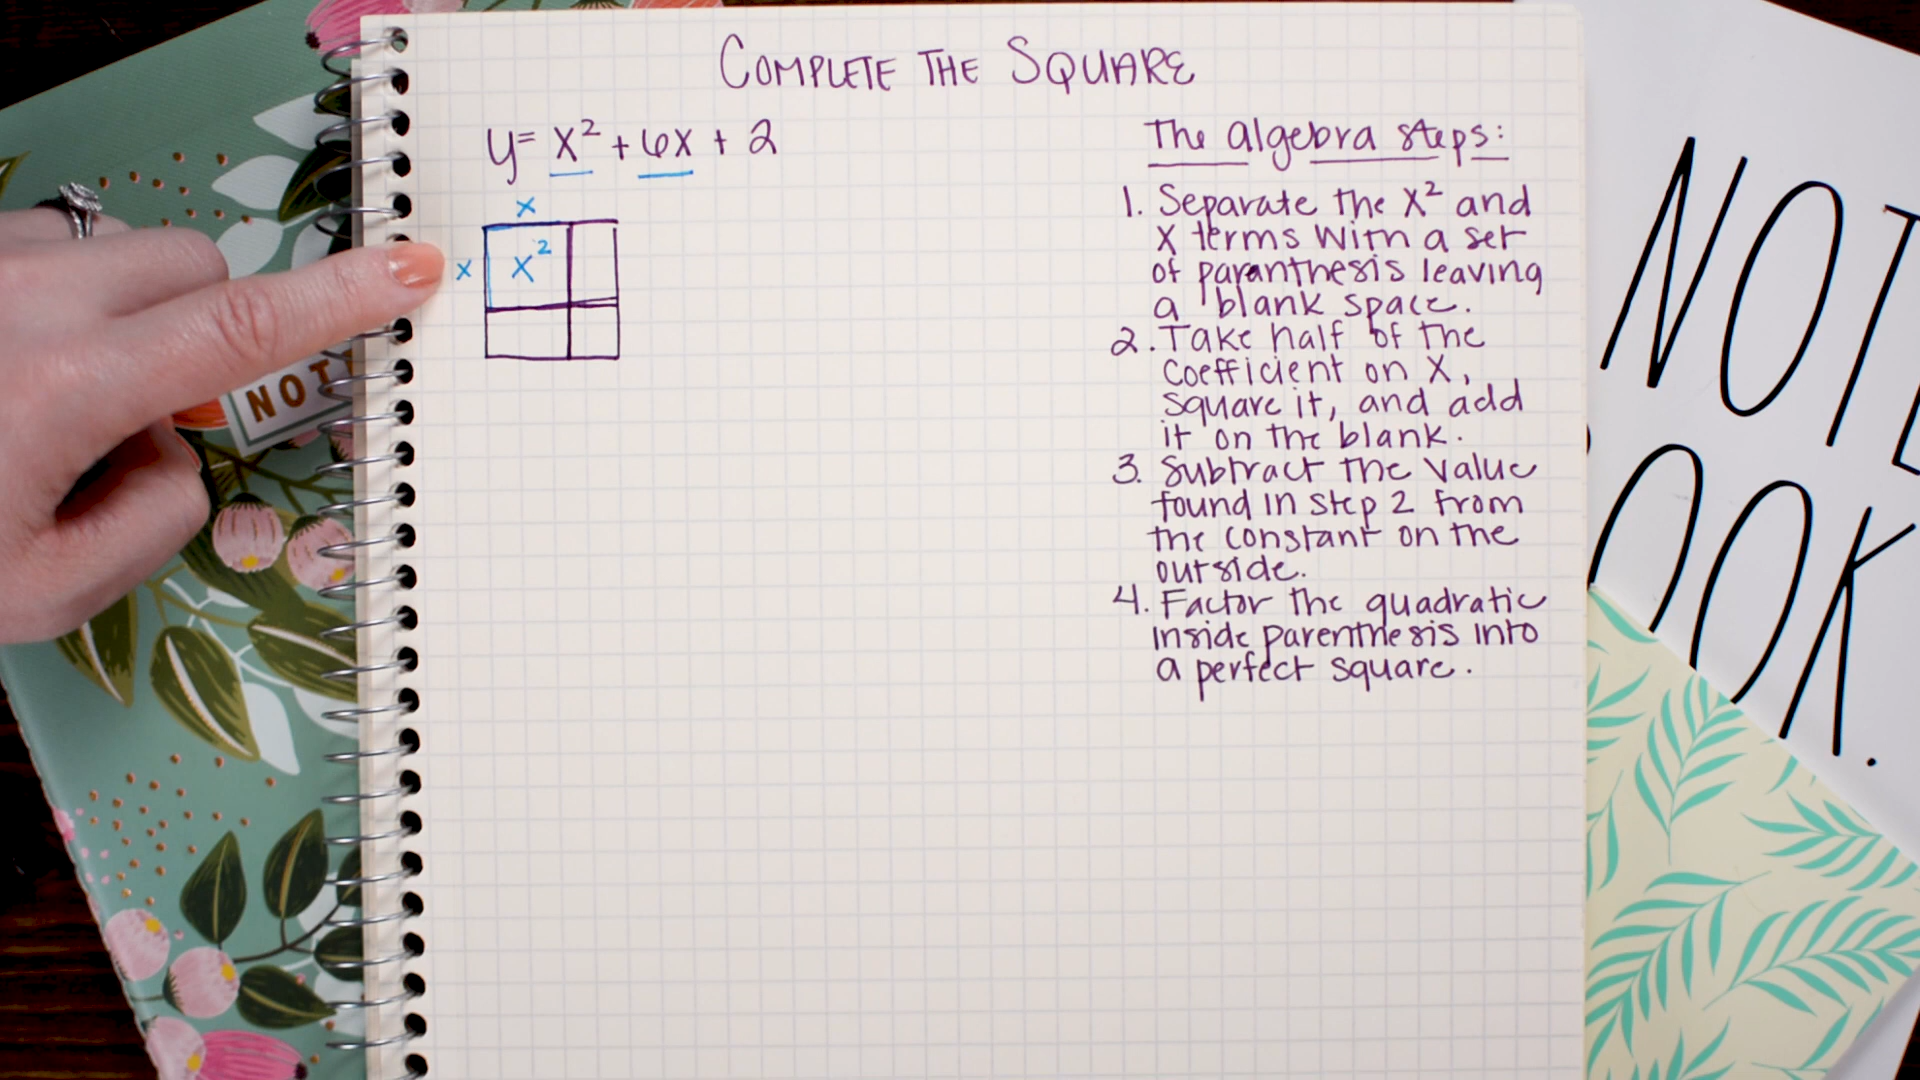 COMPLETE THE SQUARE
y = x² + 6x + 2
x
x
x²
The algebra steps:
1. Separate the x² and
x terms with a set
of paranthesis leaving
a blank space.
2. Take half of the
coefficient on x,
square it, and add
it on the blank.
3. Subtract the value
found in step 2 from
the constant on the
outside.
4. Factor the quadratic
inside parenthesis into
a perfect square.
NOT
NOTE
OOK.